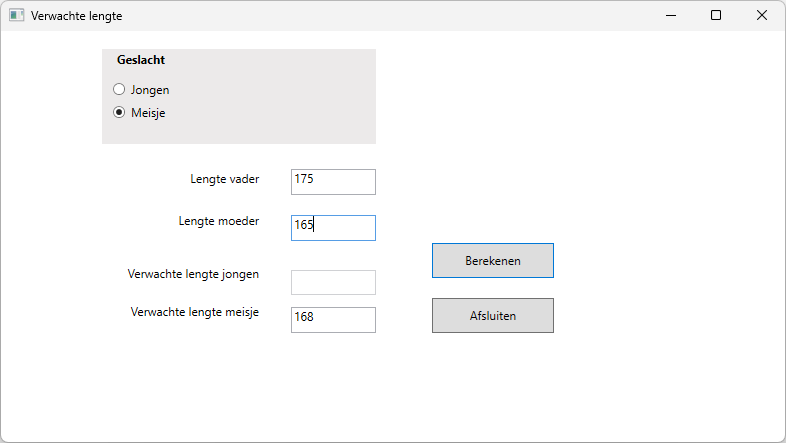 Verwachte lengte
Geslacht
Jongen
Meisje
Lengte vader 175
Lengte moeder 165
Berekenen
Verwachte lengte jongen
Verwachte lengte meisje 168
Afsluiten